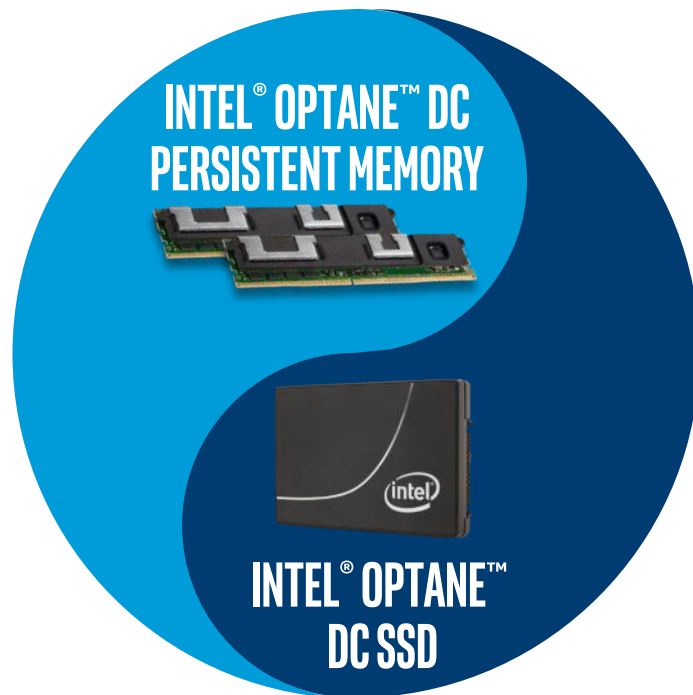 INTEL® OPTANE™ DC
PERSISTENT MEMORY
intel
INTEL® OPTANE™
DC SSD